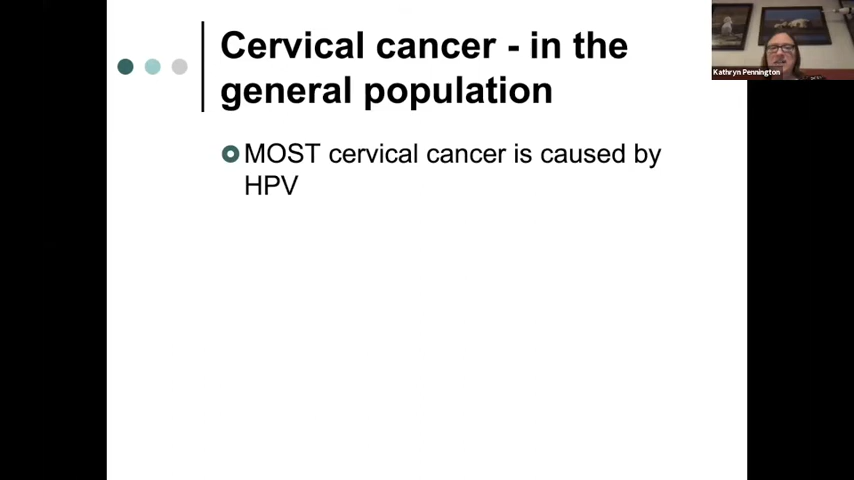 Cervical cancer - in the
general population
MOST cervical cancer is caused by
HPV
Kathryn Pennington